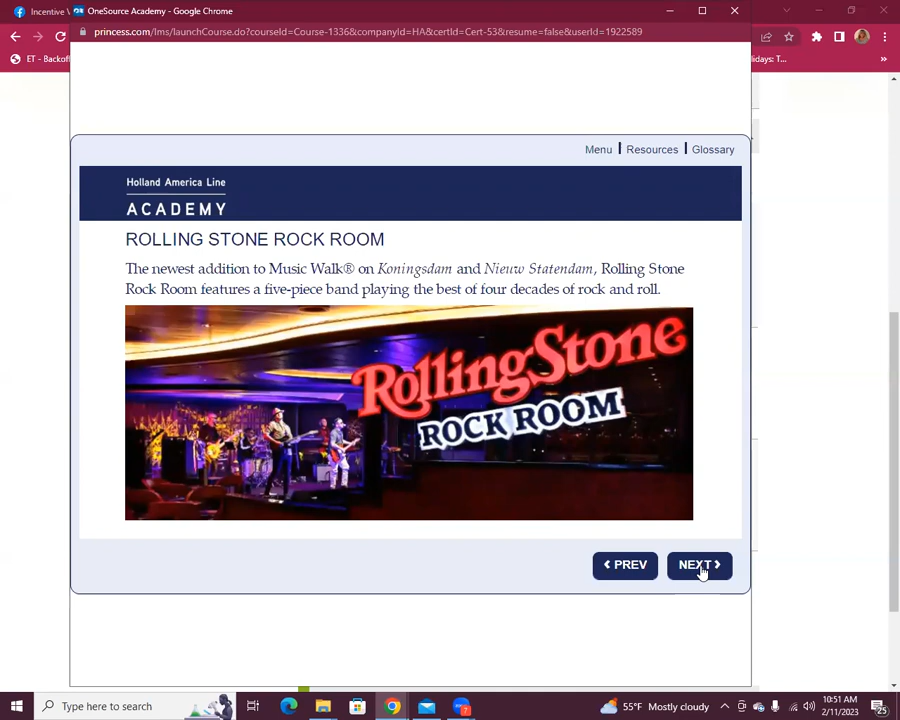 Incentive V
OneSource Academy - Google Chrome
princess.com/lms/launchCourse.do?courseId=Course-1336&companyId=HA&certId=Cert-53&resume=false&userId=1922589
ET - Backoff
lidays: T...
»
Menu | Resources | Glossary
Holland America Line
ACADEMY
ROLLING STONE ROCK ROOM
The newest addition to Music Walk® on Koningsdam and Nieuw Statendam, Rolling Stone
Rock Room features a five-piece band playing the best of four decades of rock and roll.
RollingStone
ROCK ROOM
‹ PREV
NEXT ›
Type here to search
7
55°F Mostly cloudy
10:51 AM
2/11/2023
25